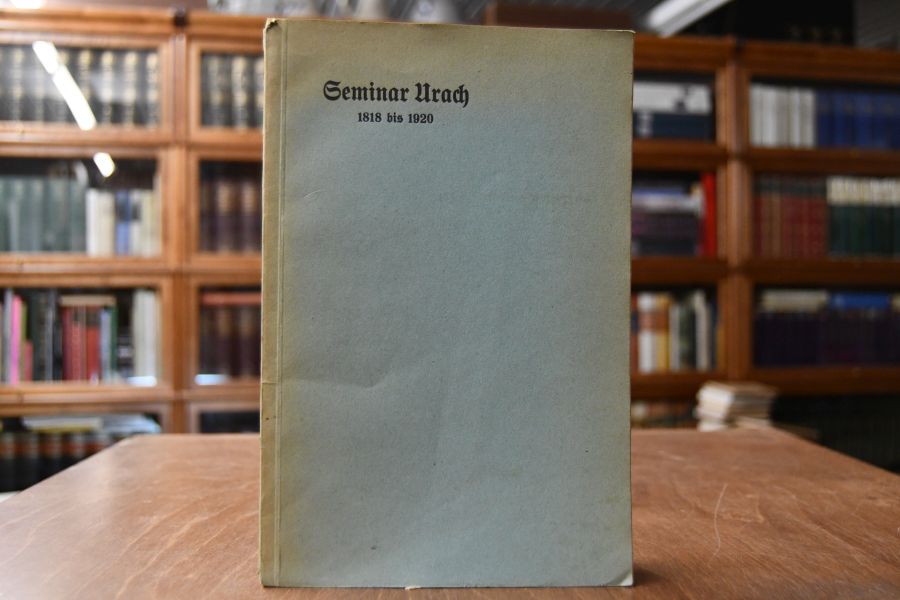 Seminar Urach
1818 bis 1920